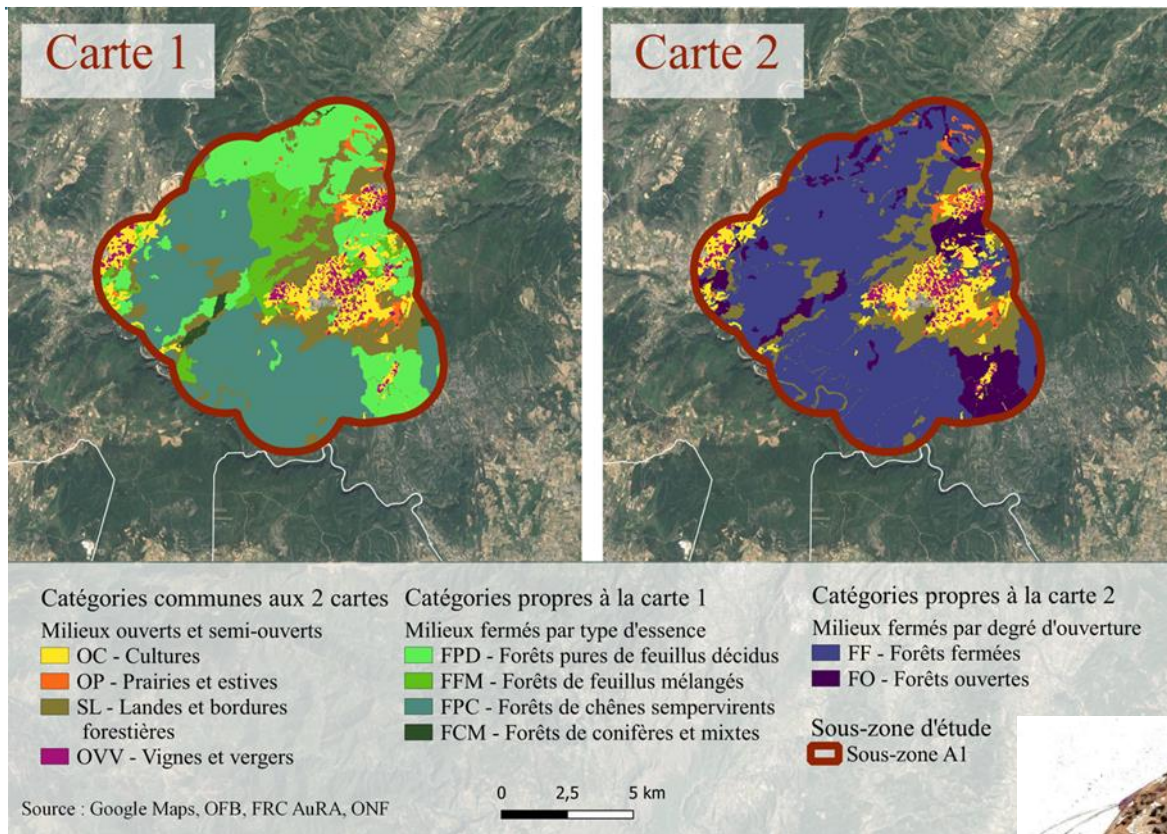 Carte 1
Carte 2
Catégories communes aux 2 cartes
Milieux ouverts et semi-ouverts
OC - Cultures
OP - Prairies et estives
SL - Landes et bordures
forestières
OVV - Vignes et vergers
Catégories propres à la carte 1
Milieux fermés par type d'essence
FPD - Forêts pures de feuillus décidus
FFM - Forêts de feuillus mélangés
FPC - Forêts de chênes sempervirents
FCM - Forêts de conifères et mixtes
Catégories propres à la carte 2
Milieux fermés par degré d'ouverture
FF - Forêts fermées
FO - Forêts ouvertes
Sous-zone d'étude
Sous-zone A1
Source : Google Maps, OFB, FRC AuRA, ONF
0 2,5 5 km